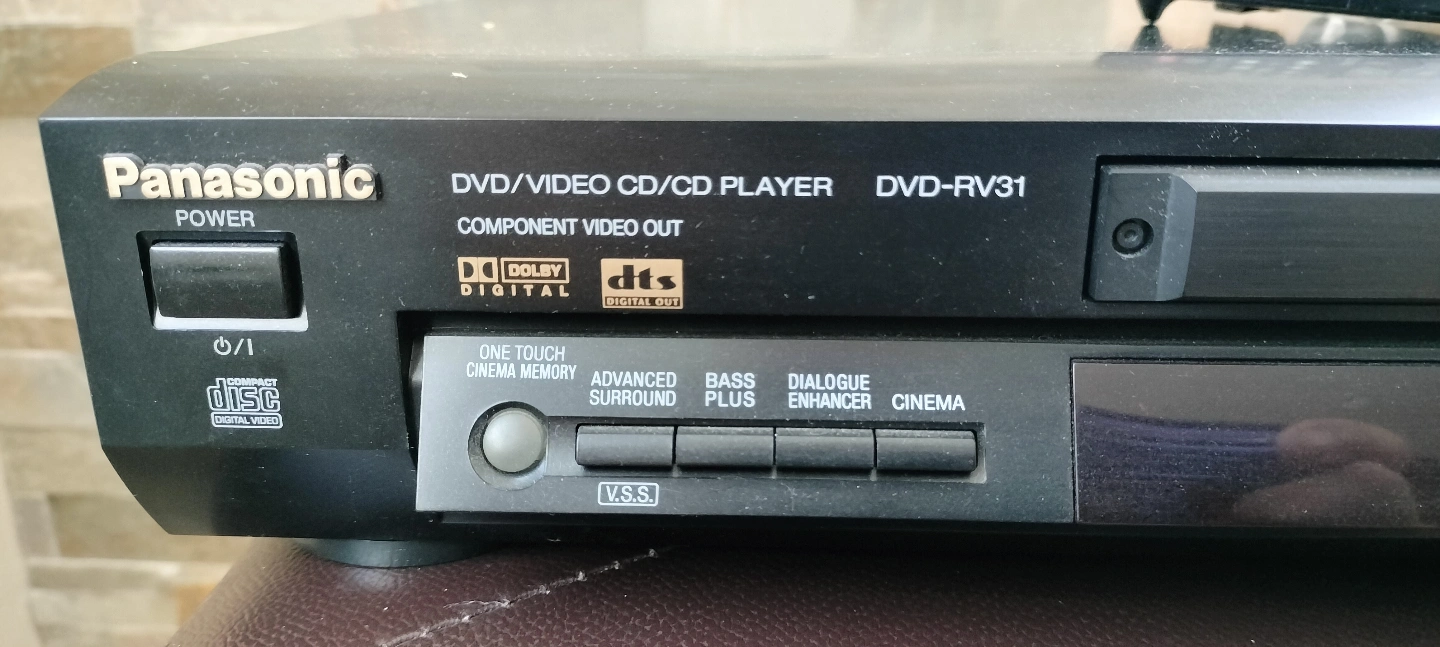 Panasonic
POWER
⏻/I
COMPACT
disc
DIGITAL VIDEO
DVD/VIDEO CD/CD PLAYER DVD-RV31
COMPONENT VIDEO OUT
DOLBY
DIGITAL
dts
DIGITAL OUT
ONE TOUCH
CINEMA MEMORY
ADVANCED
SURROUND
BASS
PLUS
DIALOGUE
ENHANCER
CINEMA
V.S.S.